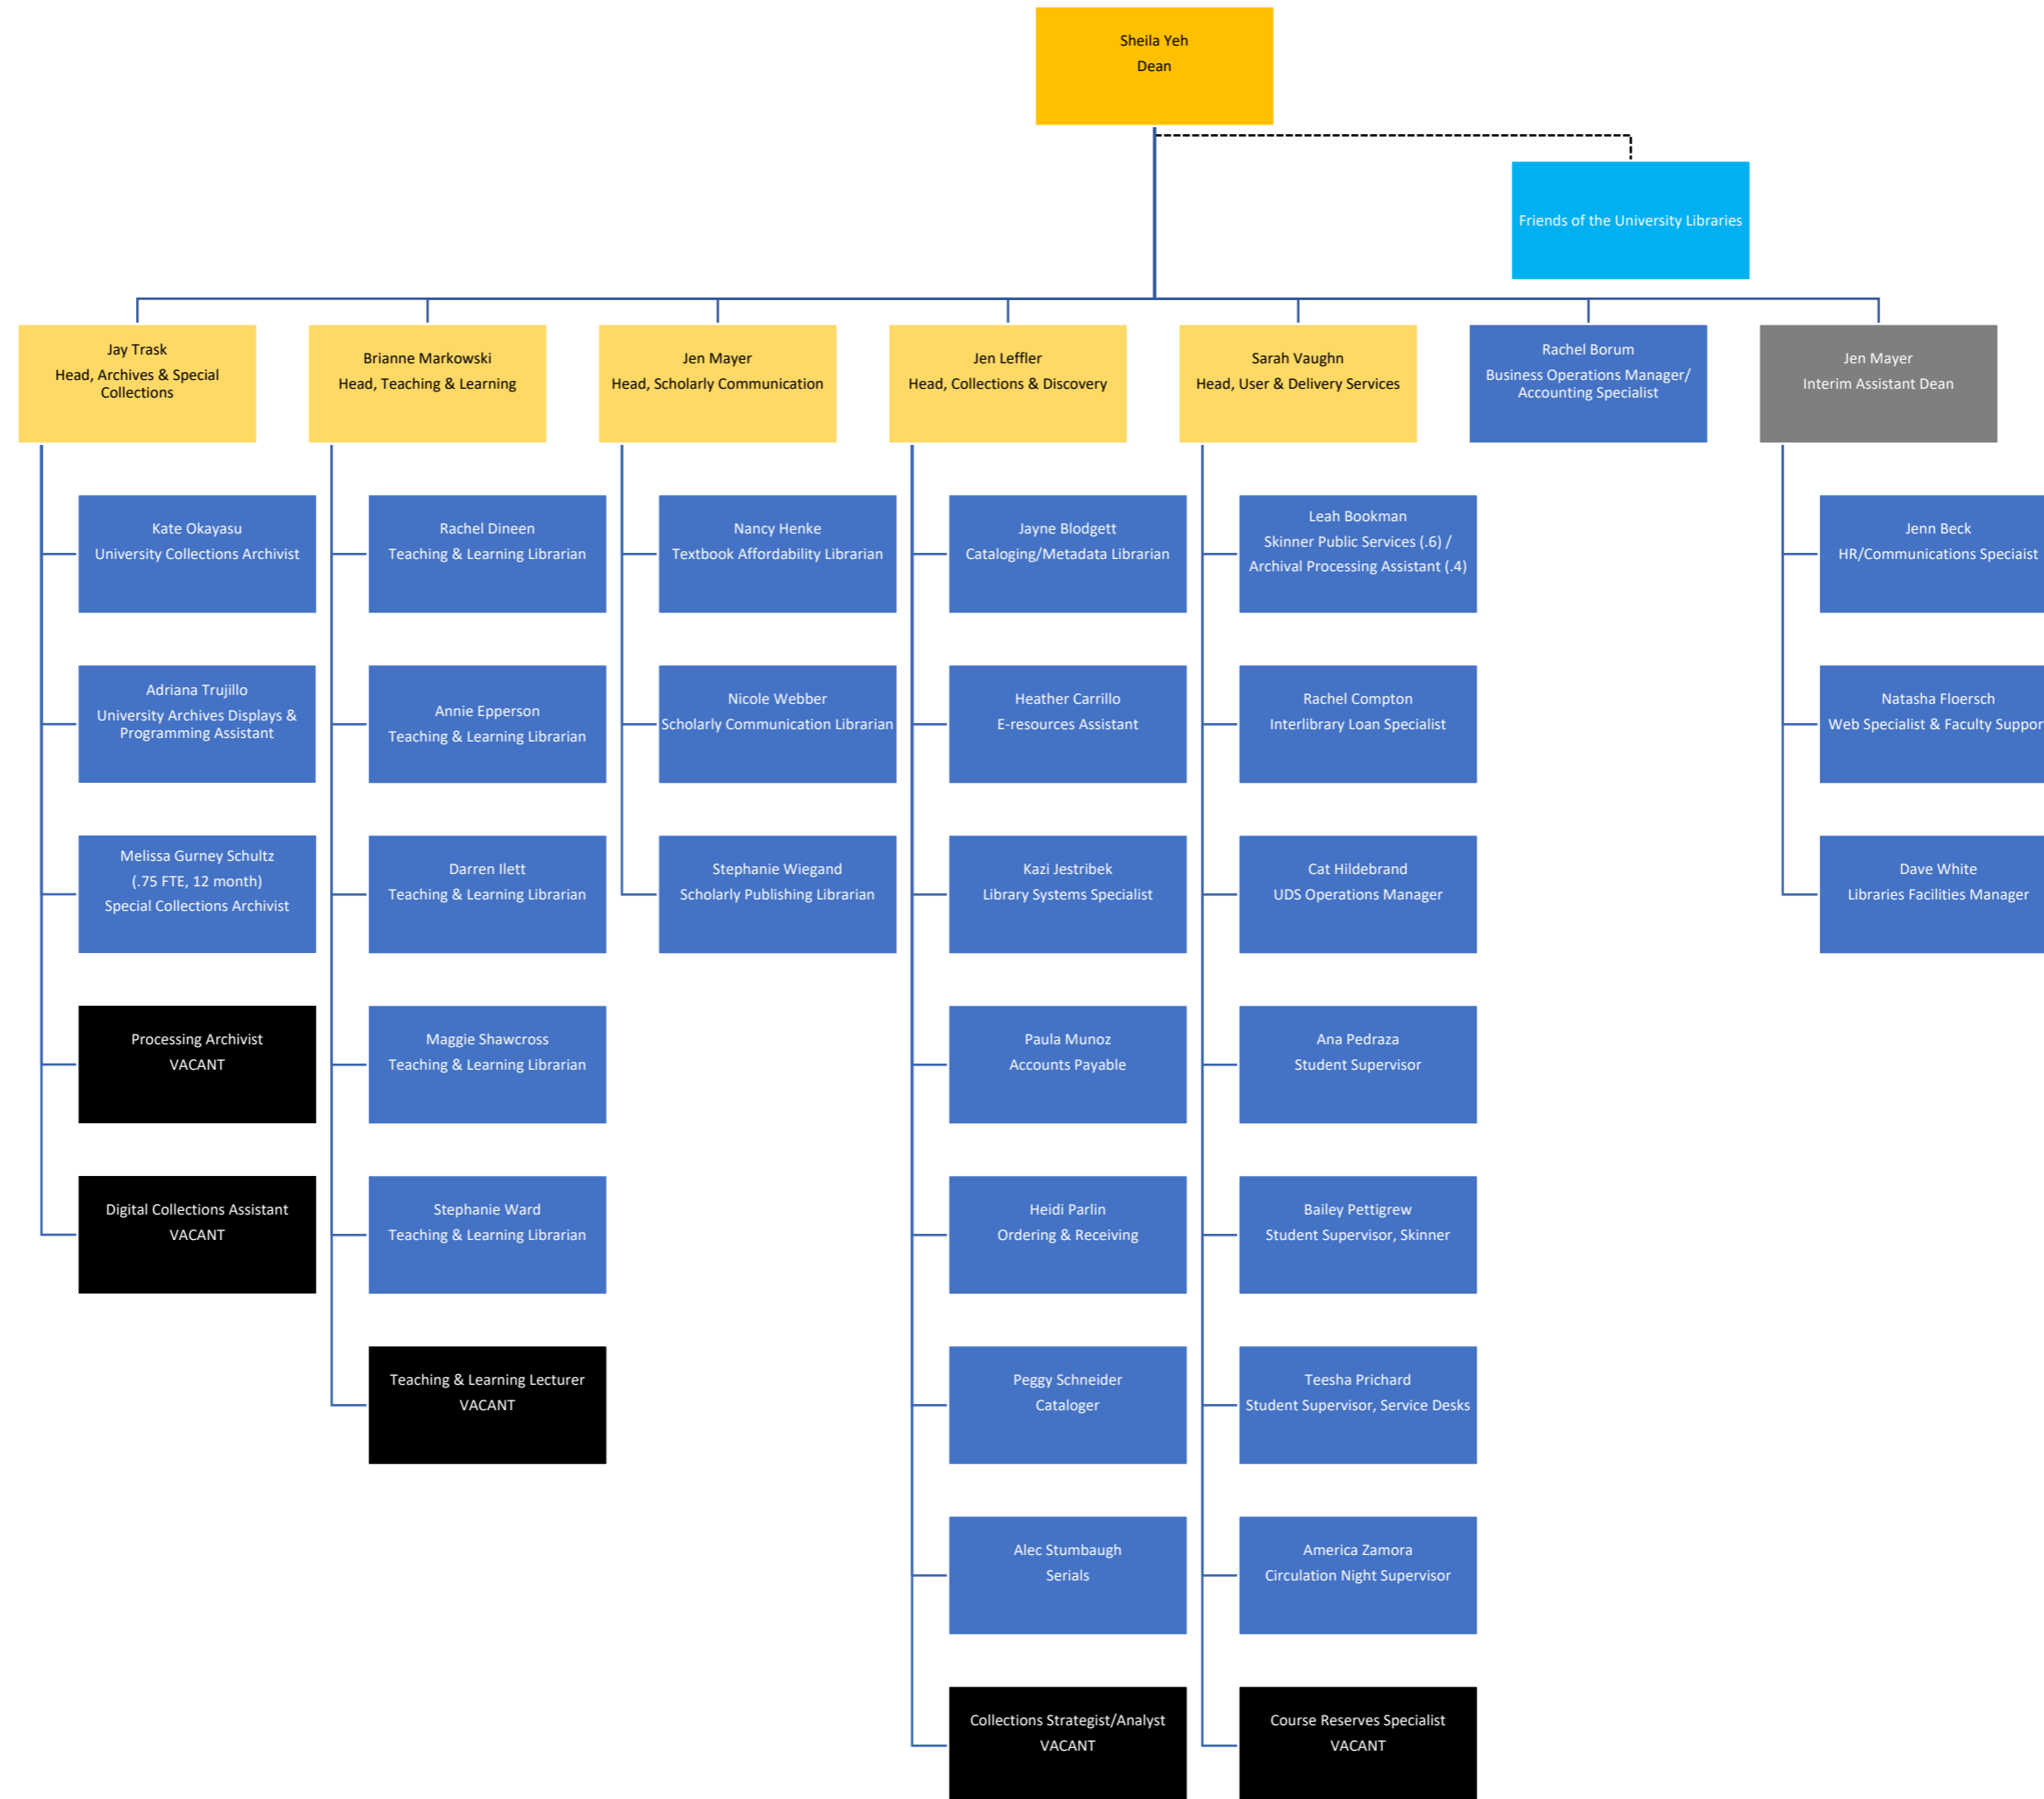 Sheila Yeh
Dean
Friends of the University Libraries
Jay Trask
Head, Archives & Special
Collections
Brianne Markowski
Head, Teaching & Learning
Jen Mayer
Head, Scholarly Communication
Jen Leffler
Head, Collections & Discovery
Sarah Vaughn
Head, User & Delivery Services
Rachel Borum
Business Operations Manager/
Accounting Specialist
Jen Mayer
Interim Assistant Dean
Kate Okayasu
University Collections Archivist
Adriana Trujillo
University Archives Displays &
Programming Assistant
Melissa Gurney Schultz
(.75 FTE, 12 month)
Special Collections Archivist
Processing Archivist
VACANT
Digital Collections Assistant
VACANT
Rachel Dineen
Teaching & Learning Librarian
Annie Epperson
Teaching & Learning Librarian
Darren Ilett
Teaching & Learning Librarian
Maggie Shawcross
Teaching & Learning Librarian
Stephanie Ward
Teaching & Learning Librarian
Teaching & Learning Lecturer
VACANT
Nancy Henke
Textbook Affordability Librarian
Nicole Webber
Scholarly Communication Librarian
Stephanie Wiegand
Scholarly Publishing Librarian
Jayne Blodgett
Cataloging/Metadata Librarian
Heather Carrillo
E-resources Assistant
Kazi Jestribek
Library Systems Specialist
Paula Munoz
Accounts Payable
Heidi Parlin
Ordering & Receiving
Peggy Schneider
Cataloger
Alec Stumbaugh
Serials
Collections Strategist/Analyst
VACANT
Leah Bookman
Skinner Public Services (.6) /
Archival Processing Assistant (.4)
Rachel Compton
Interlibrary Loan Specialist
Cat Hildebrand
UDS Operations Manager
Ana Pedraza
Student Supervisor
Bailey Pettigrew
Student Supervisor, Skinner
Teesha Prichard
Student Supervisor, Service Desks
America Zamora
Circulation Night Supervisor
Course Reserves Specialist
VACANT
Jenn Beck
HR/Communications Speciaist
Natasha Floersch
Web Specialist & Faculty Support
Dave White
Libraries Facilities Manager